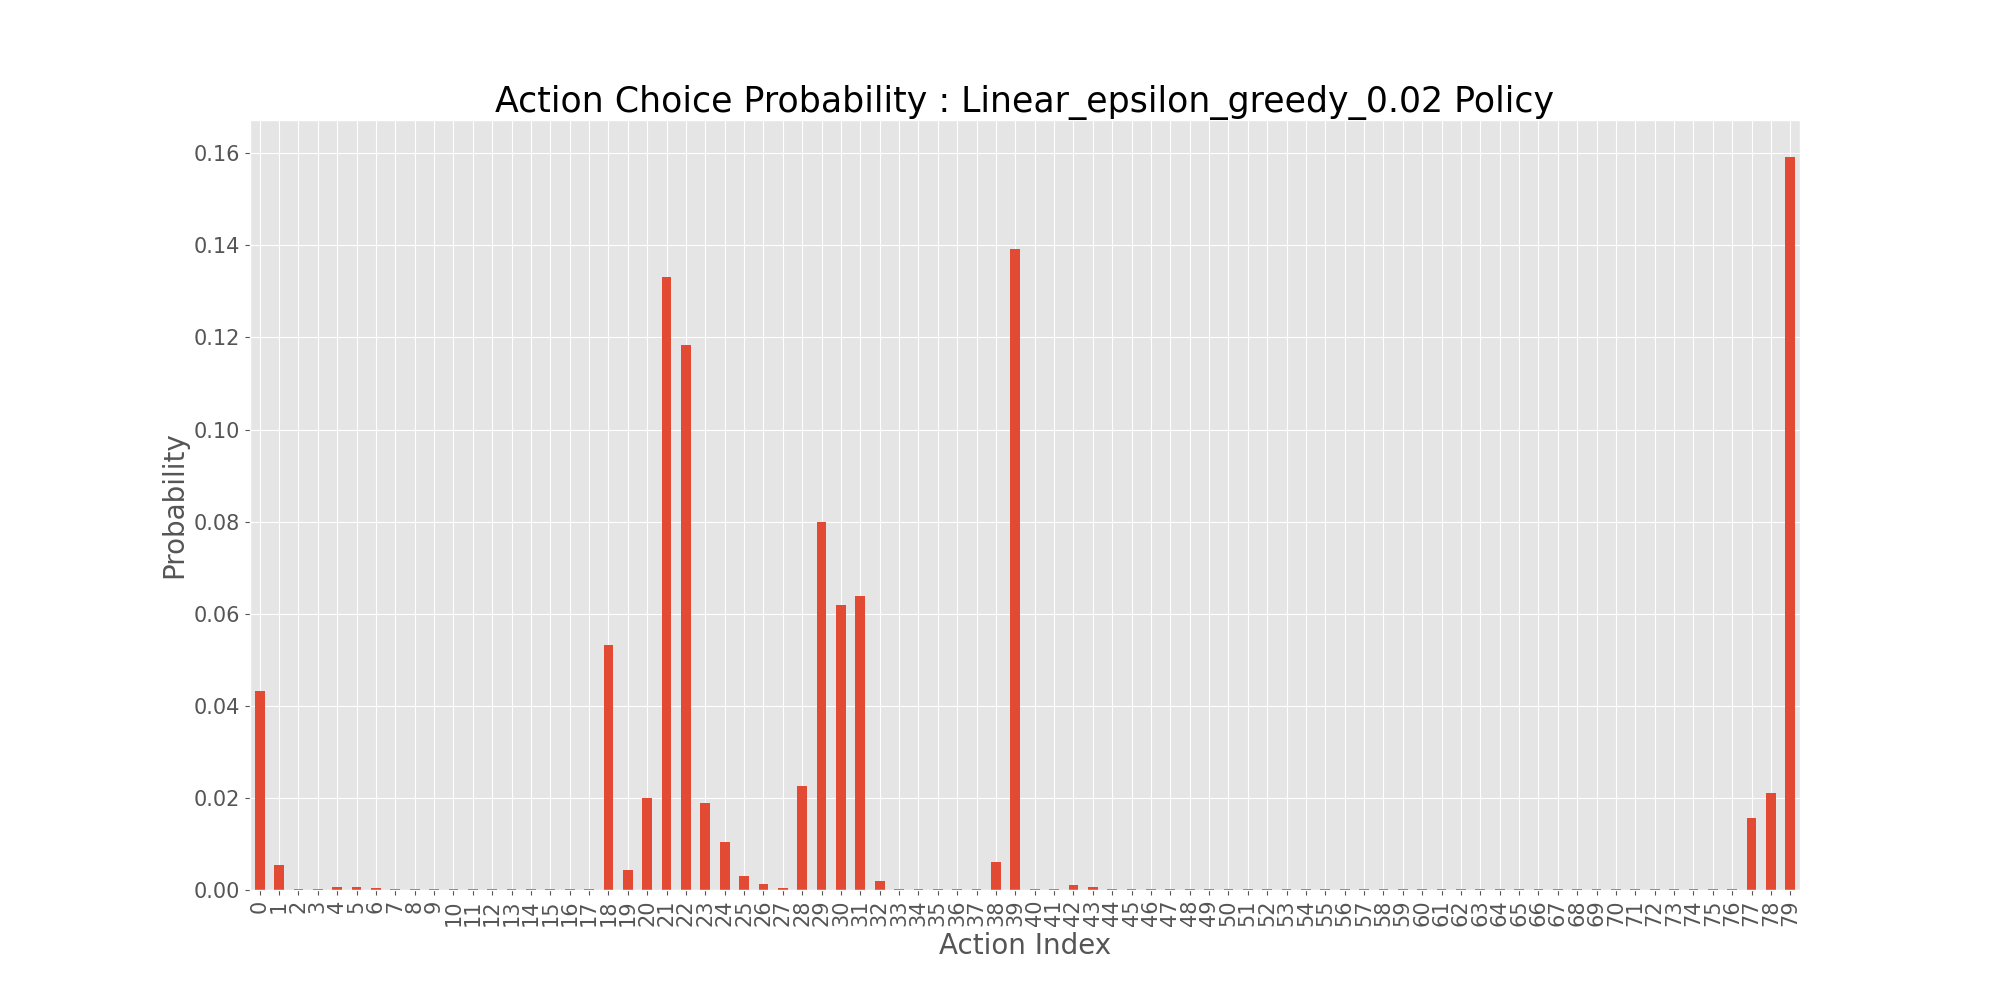 Action Choice Probability : Linear_epsilon_greedy_0.02 Policy
0.16
0.14
0.12
0.10
0.08
0.06
0.04
0.02
0.00
Probability
0 1 2 3 4 5 6 7 8 9 10 11 12 13 14 15 16 17 18 19 20 21 22 23 24 25 26 27 28 29 30 31 32 33 34 35 36 37 38 39 40 41 42 43 44 45 46 47 48 49 50 51 52 53 54 55 56 57 58 59 60 61 62 63 64 65 66 67 68 69 70 71 72 73 74 75 76 77 78 79
Action Index